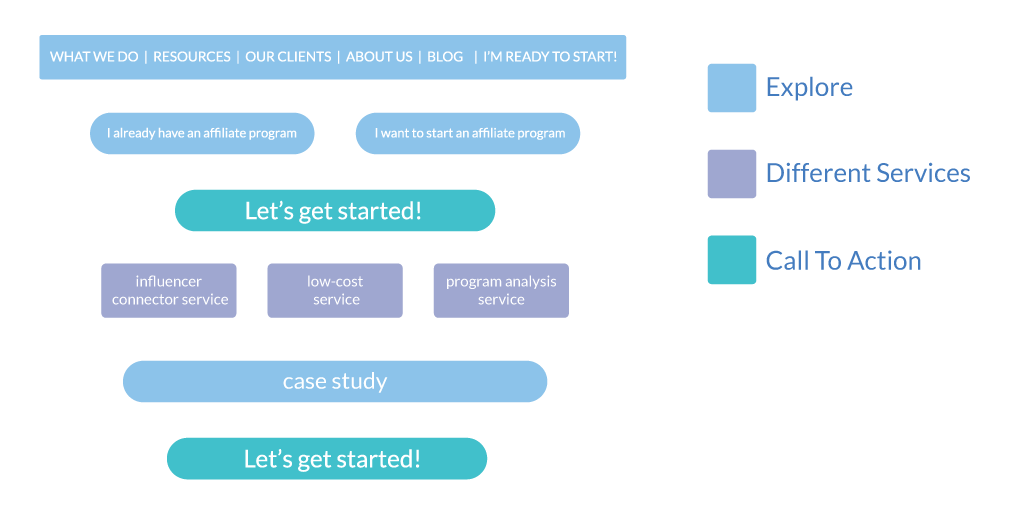 WHAT WE DO | RESOURCES | OUR CLIENTS | ABOUT US | BLOG | I'M READY TO START!
I already have an affiliate program
I want to start an affiliate program
Let's get started!
influencer
connector service
low-cost
service
program analysis
service
case study
Let's get started!
Explore
Different Services
Call To Action